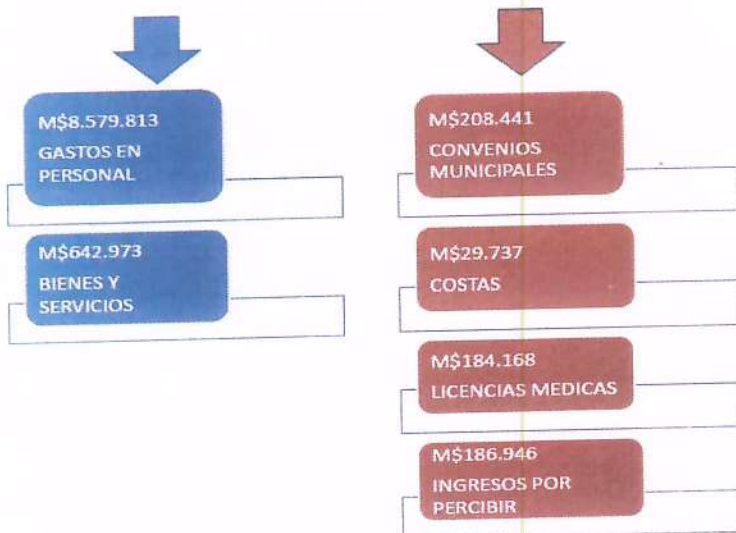 M$8.579.813
GASTOS EN
PERSONAL
M$642.973
BIENES Y
SERVICIOS
M$208.441
CONVENIOS
MUNICIPALES
M$29.737
COSTAS
M$184.168
LICENCIAS MEDICAS
M$186.946
INGRESOS POR
PERCIBIR